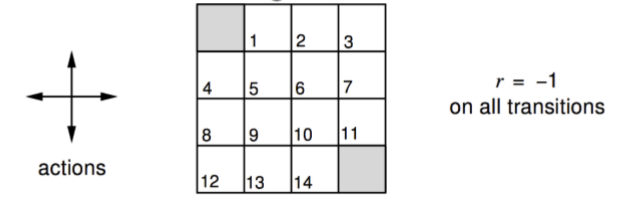 1 2 3
4 5 6 7
8 9 10 11
12 13 14
actions
r = −1
on all transitions